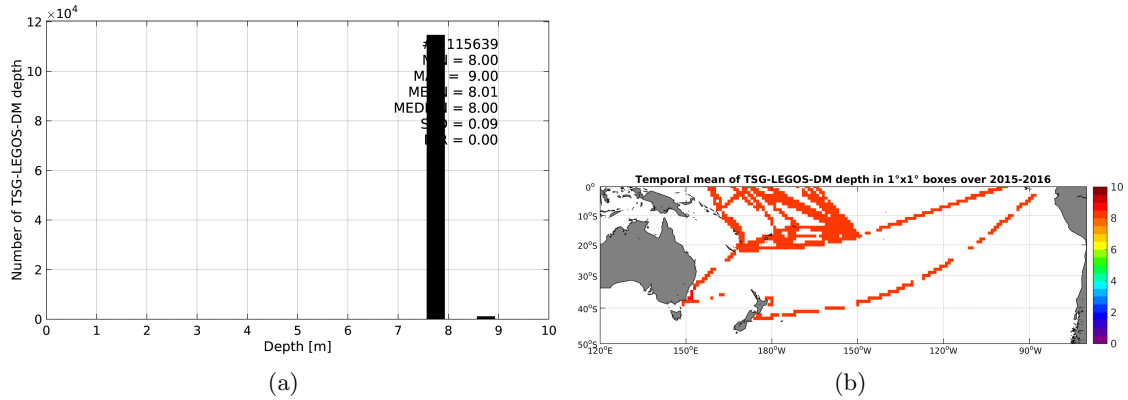 ×10⁴
12
10
8
6
4
2
0
Number of TSG-LEGOS-DM depth
115639
= 8.00
= 9.00
= 8.01
= 8.00
= 0.09
= 0.00
0 1 2 3 4 5 6 7 8 9 10
Depth [m]
(a)
Temporal mean of TSG-LEGOS-DM depth in 1°x1° boxes over 2015-2016
0°
10°S
20°S
30°S
40°S
50°S
120°E 150°E 180°W 150°W 120°W 90°W
10
8
6
4
2
0
(b)